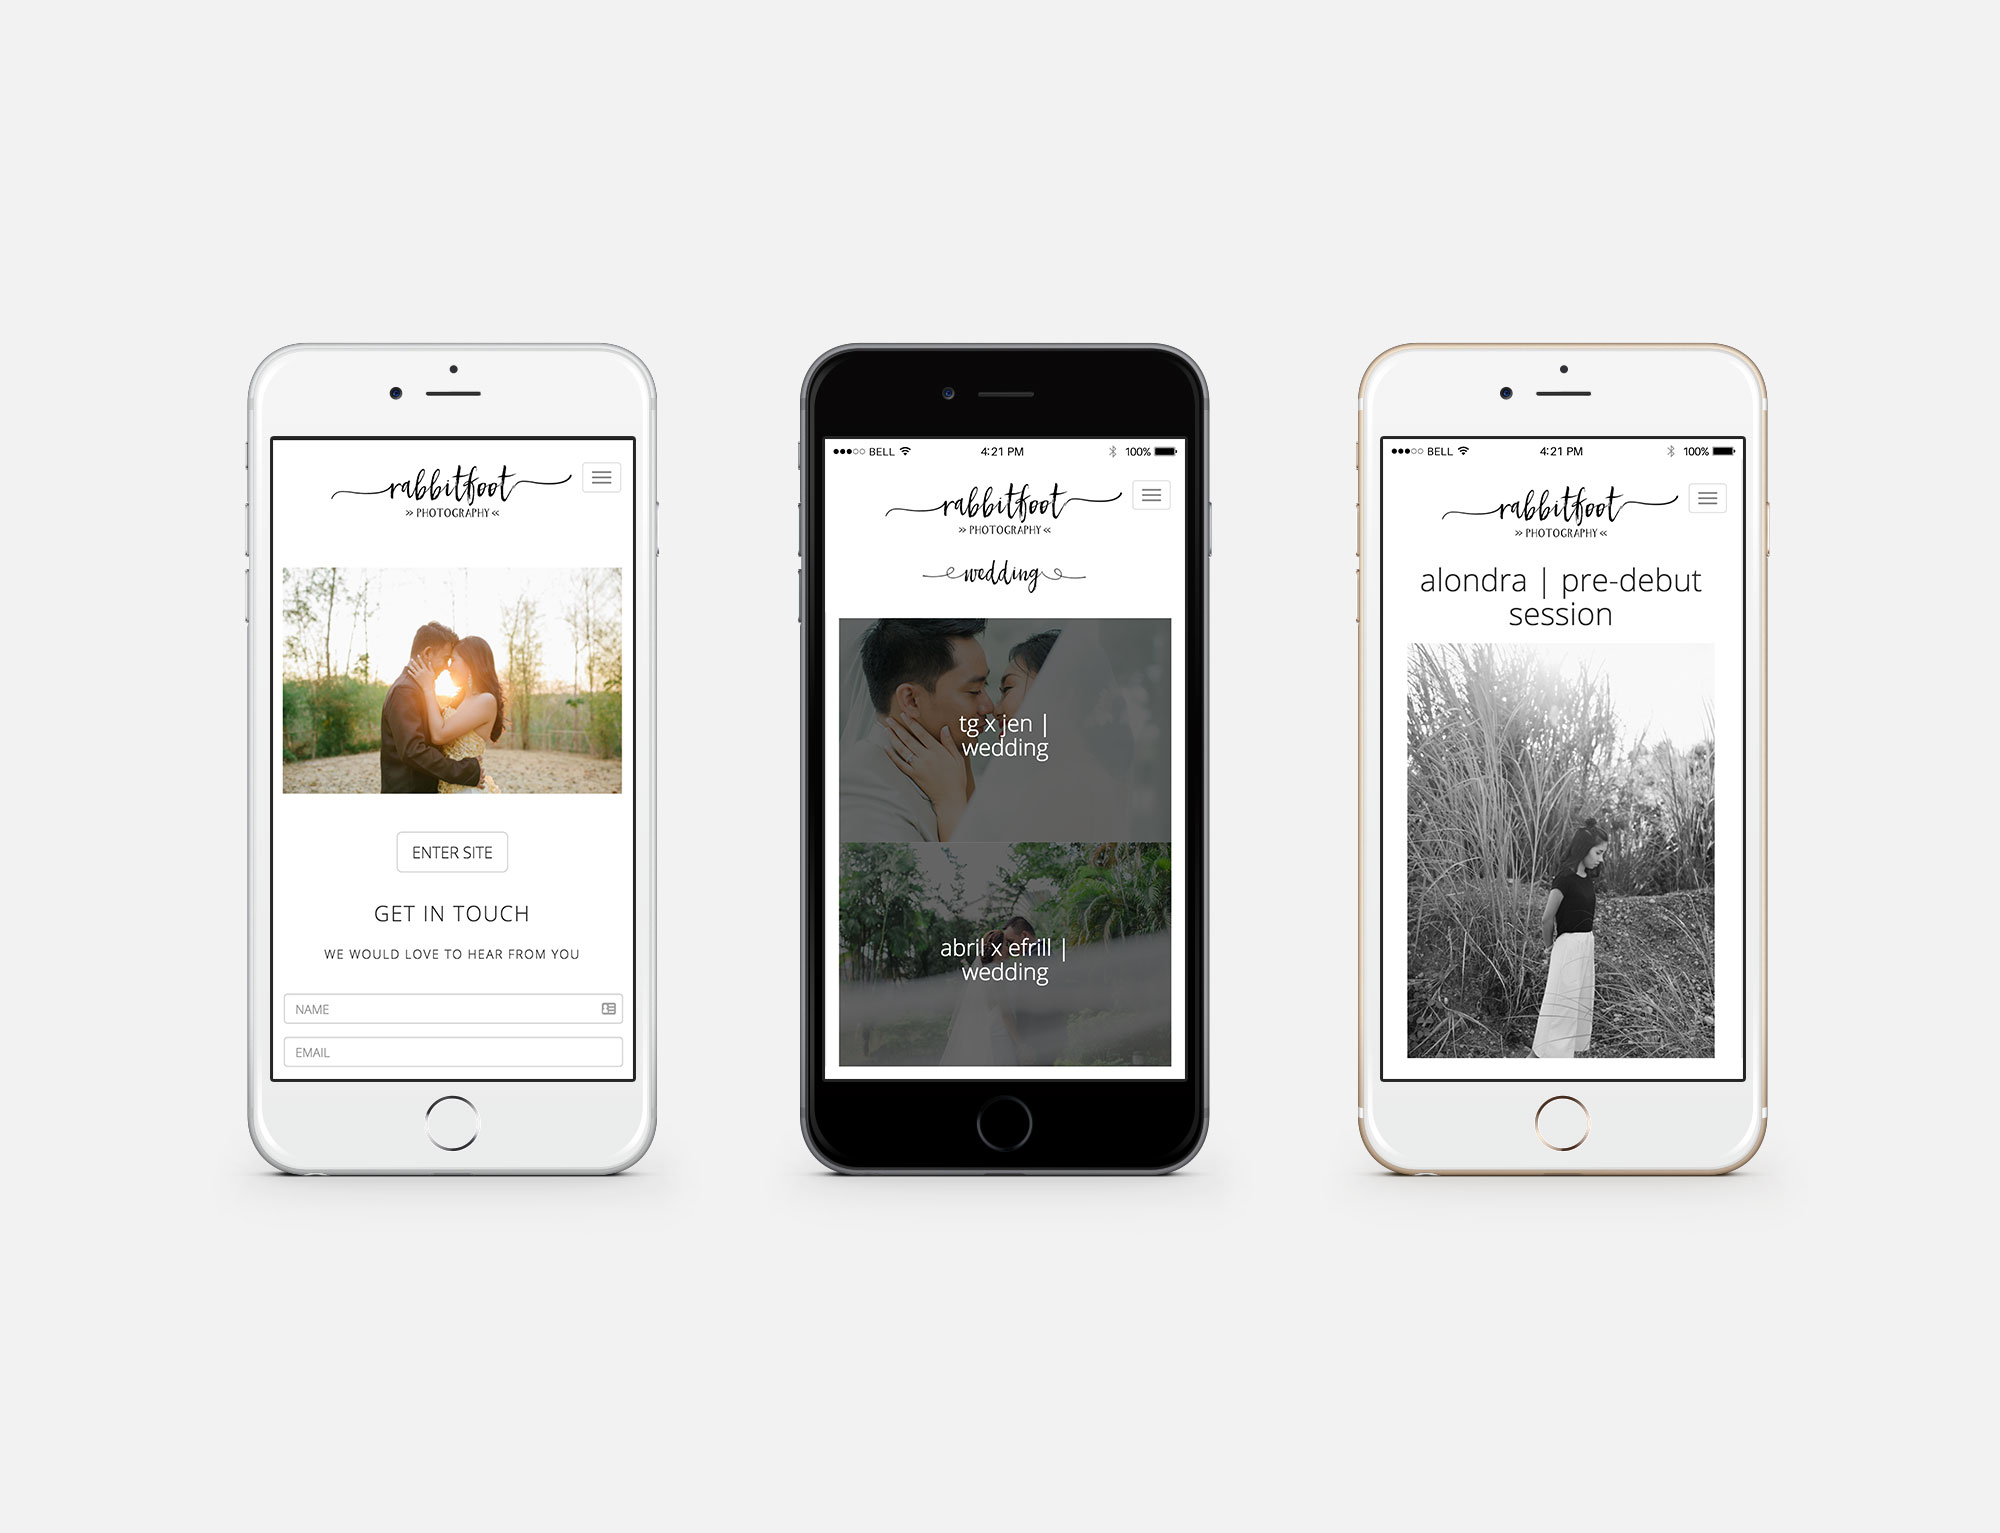 rabbitfoot
» PHOTOGRAPHY «
ENTER SITE
GET IN TOUCH
WE WOULD LOVE TO HEAR FROM YOU
NAME
EMAIL
BELL 4:21 PM 100%
rabbitfoot
» PHOTOGRAPHY «
wedding
tg x jen |
wedding
abril x efrill |
wedding
BELL 4:21 PM 100%
rabbitfoot
» PHOTOGRAPHY «
alondra | pre-debut
session